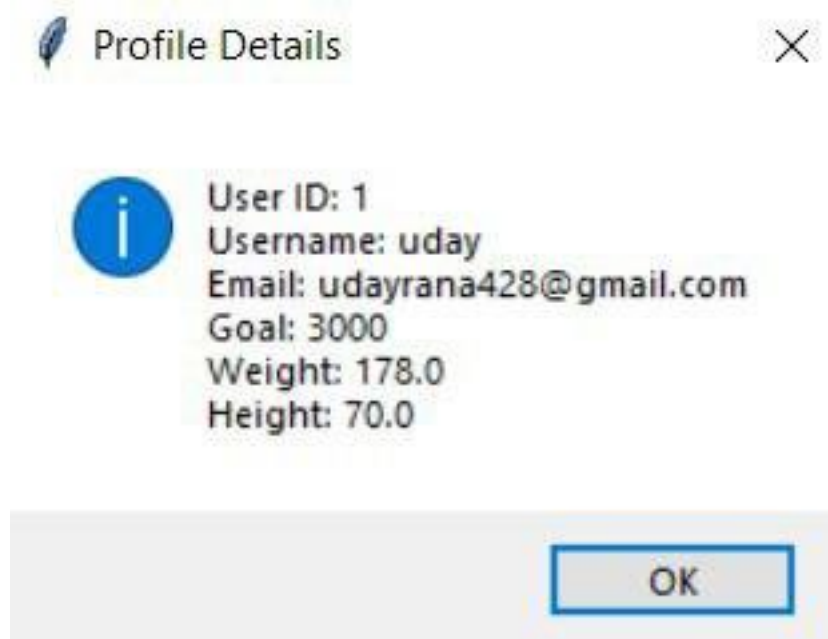 Profile Details
User ID: 1
Username: uday
Email: udayrana428@gmail.com
Goal: 3000
Weight: 178.0
Height: 70.0
OK